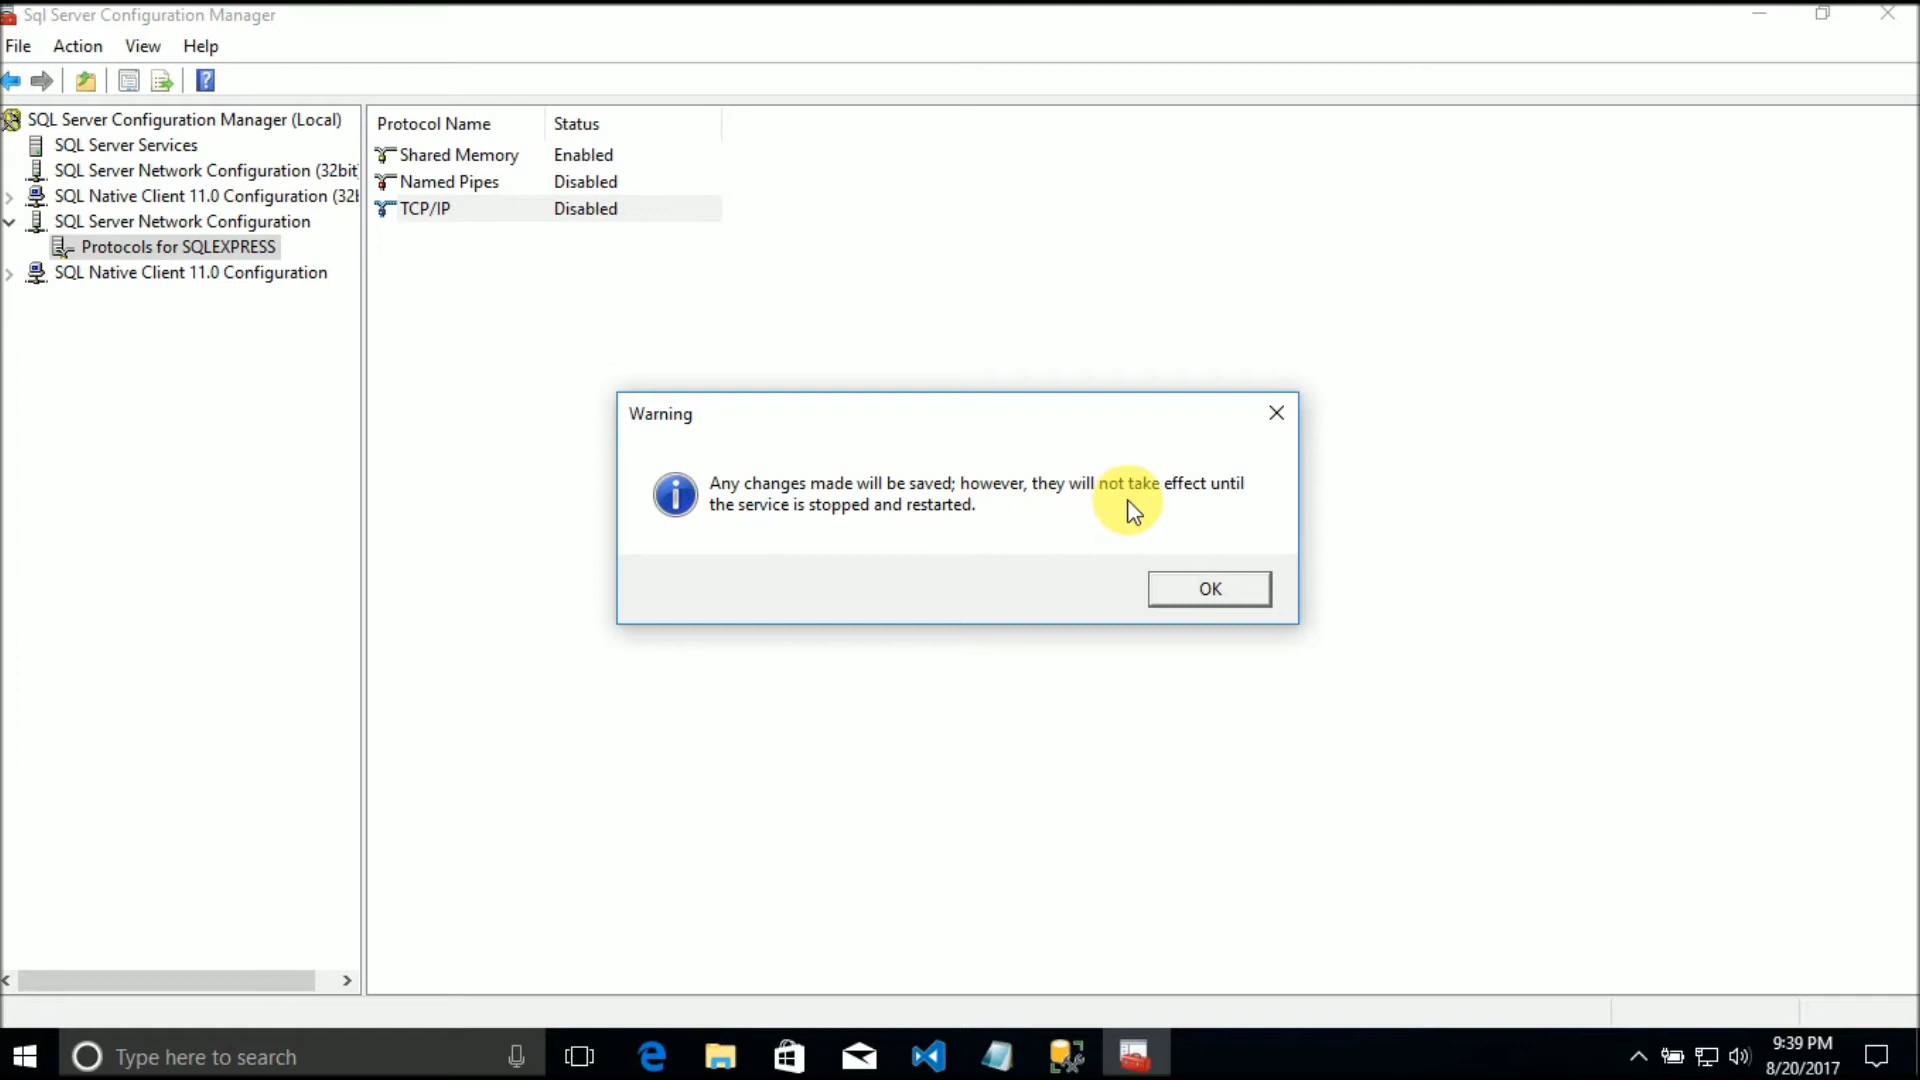 Sql Server Configuration Manager
File Action View Help
SQL Server Configuration Manager (Local)
SQL Server Services
SQL Server Network Configuration (32bit
SQL Native Client 11.0 Configuration (32b
SQL Server Network Configuration
Protocols for SQLEXPRESS
SQL Native Client 11.0 Configuration
Protocol Name Status
Shared Memory Enabled
Named Pipes Disabled
TCP/IP Disabled
Warning
Any changes made will be saved; however, they will not take effect until
the service is stopped and restarted.
OK
Type here to search
9:39 PM
8/20/2017